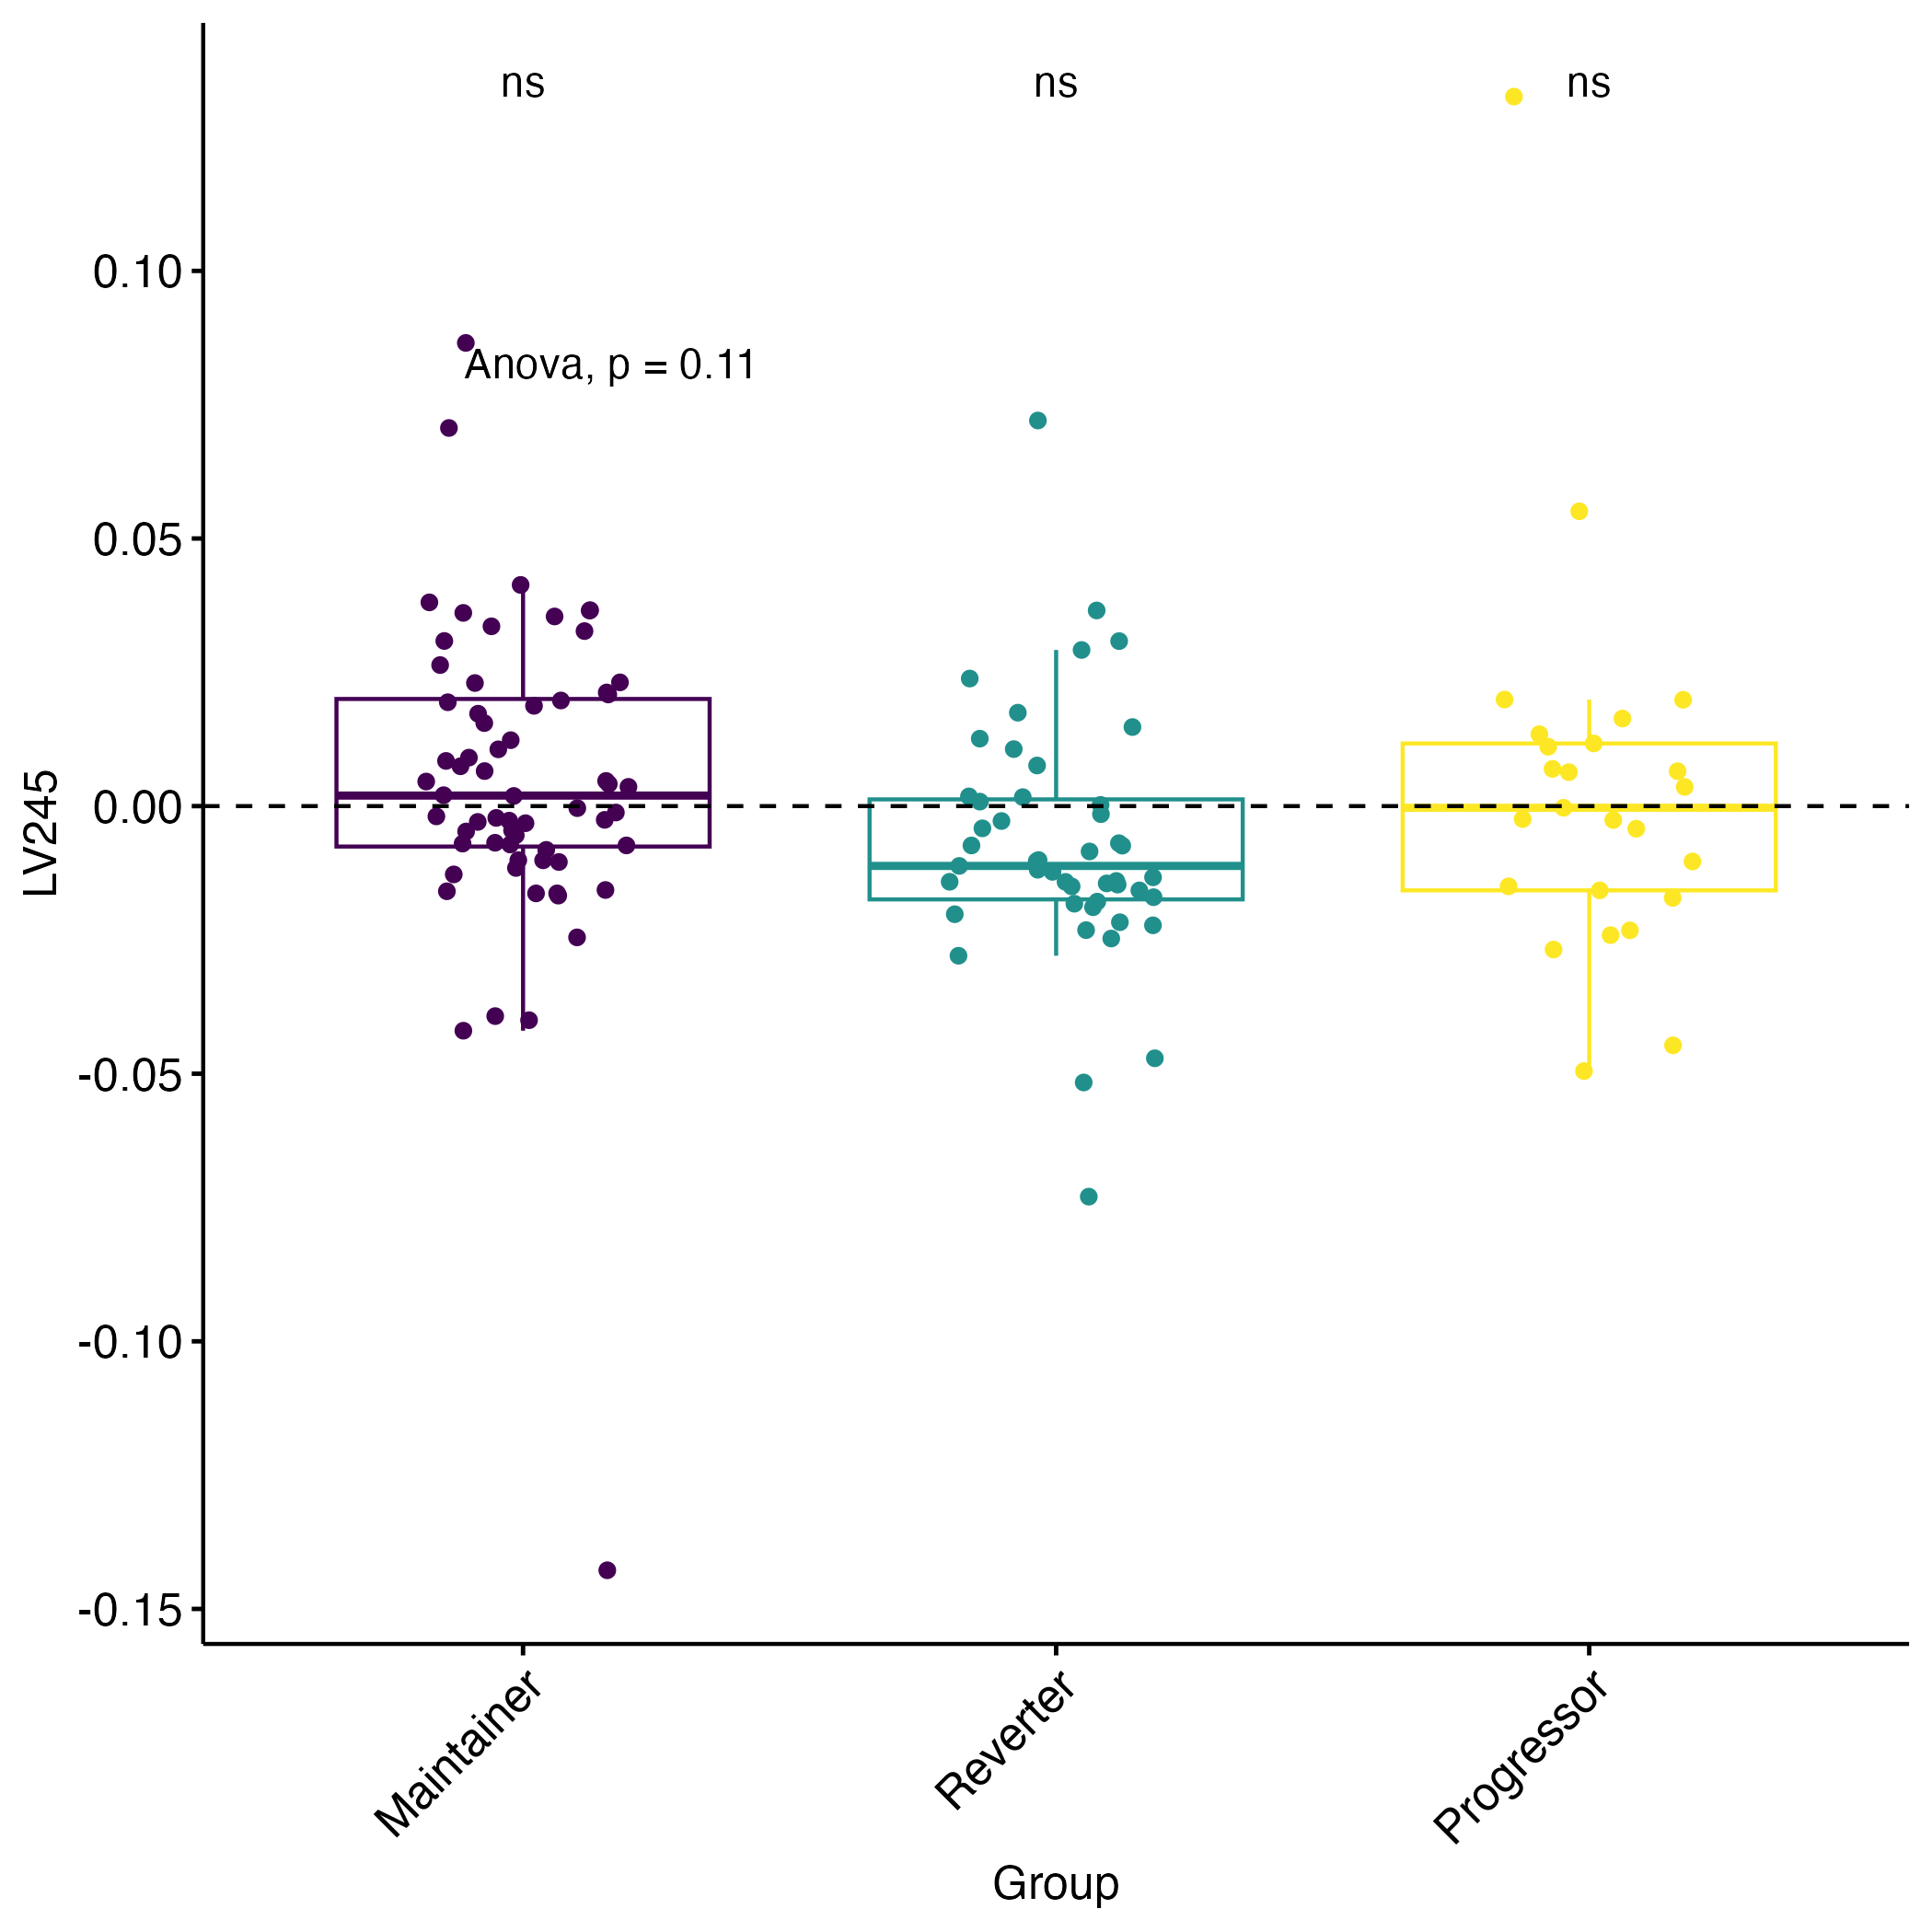 ns ns ns
Anova, p = 0.11
LV245
0.10
0.05
0.00
-0.05
-0.10
-0.15
Maintainer Reverter Progressor
Group